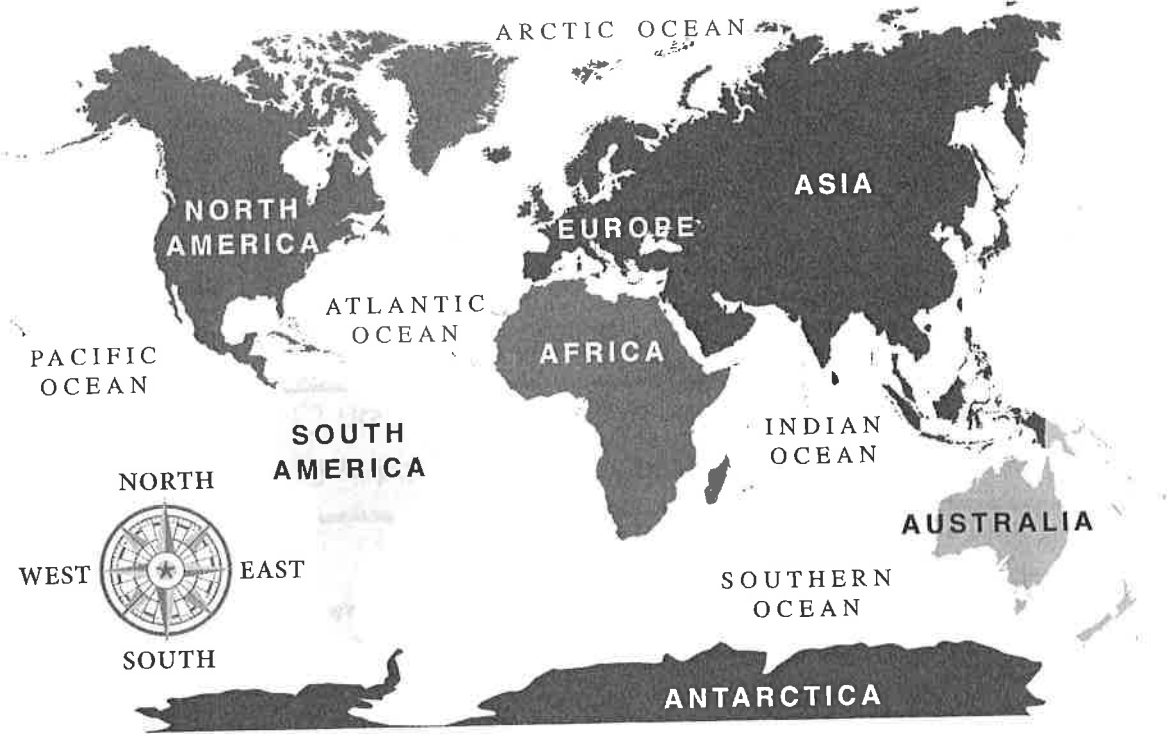 ARCTIC OCEAN
ASIA
NORTH
AMERICA
EUROPE
ATLANTIC
OCEAN
PACIFIC
OCEAN
AFRICA
INDIAN
OCEAN
SOUTH
AMERICA
NORTH
WEST
EAST
SOUTH
AUSTRALIA
SOUTHERN
OCEAN
ANTARCTICA